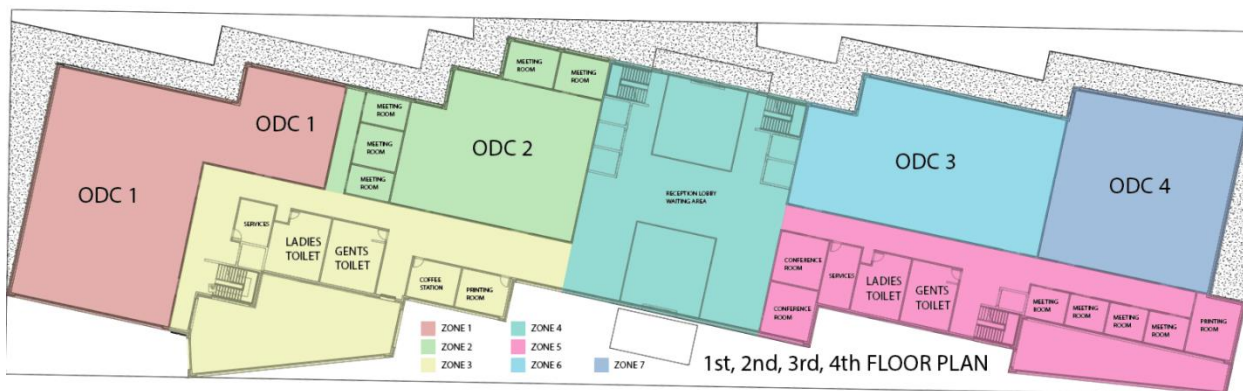 MEETING
ROOM
MEETING
ROOM
MEETING
ROOM
MEETING
ROOM
MEETING
ROOM
ODC 1
ODC 1
ODC 2
ODC 3
ODC 4
RECEPTION LOBBY
WAITING AREA
SERVICES
LADIES
TOILET
GENTS
TOILET
COFFEE
STATION
PRINTING
ROOM
CONFERENCE
ROOM
CONFERENCE
ROOM
SERVICES
LADIES
TOILET
GENTS
TOILET
MEETING
ROOM
MEETING
ROOM
MEETING
ROOM
MEETING
ROOM
PRINTING
ROOM
ZONE 1
ZONE 2
ZONE 3
ZONE 4
ZONE 5
ZONE 6
ZONE 7
1st, 2nd, 3rd, 4th FLOOR PLAN